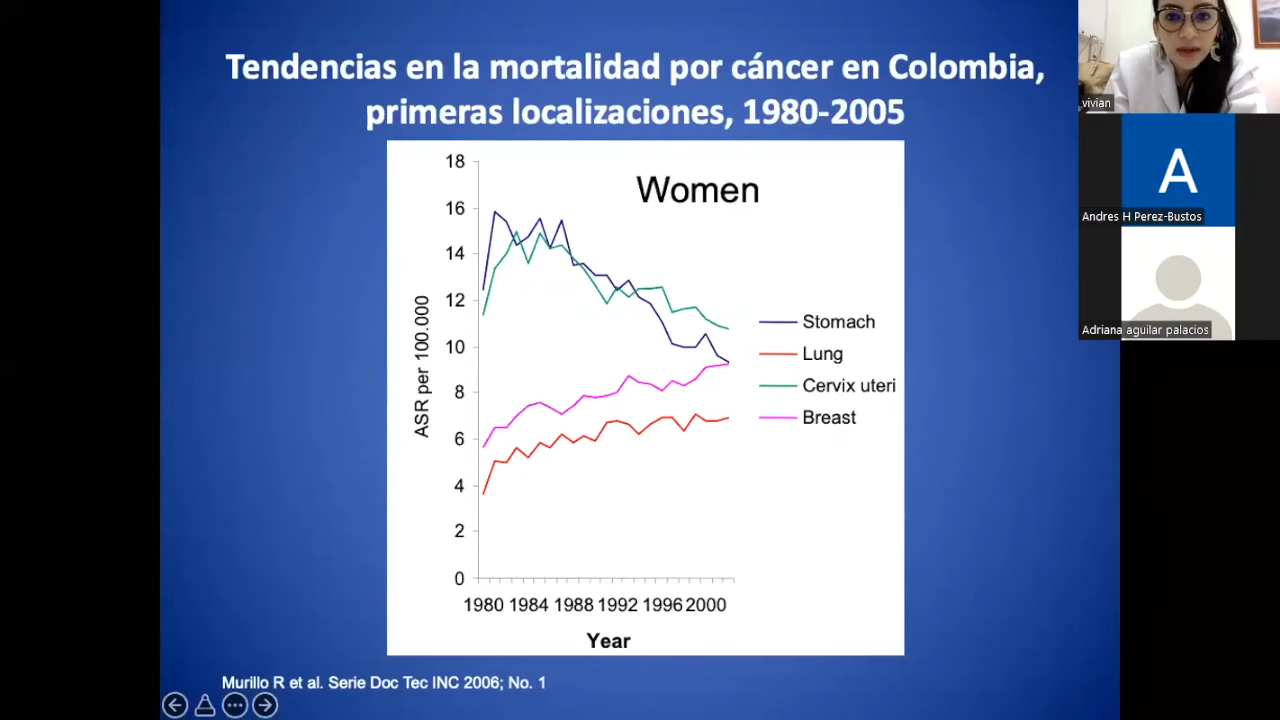 Tendencias en la mortalidad por cáncer en Colombia,
primeras localizaciones, 1980-2005
Women
18
16
14
12
10
8
6
4
2
0
ASR per 100.000
1980 1984 1988 1992 1996 2000
Year
Stomach
Lung
Cervix uteri
Breast
Murillo R et al. Serie Doc Tec INC 2006; No. 1
vivian
A
Andres H Perez-Bustos
Adriana aguilar palacios